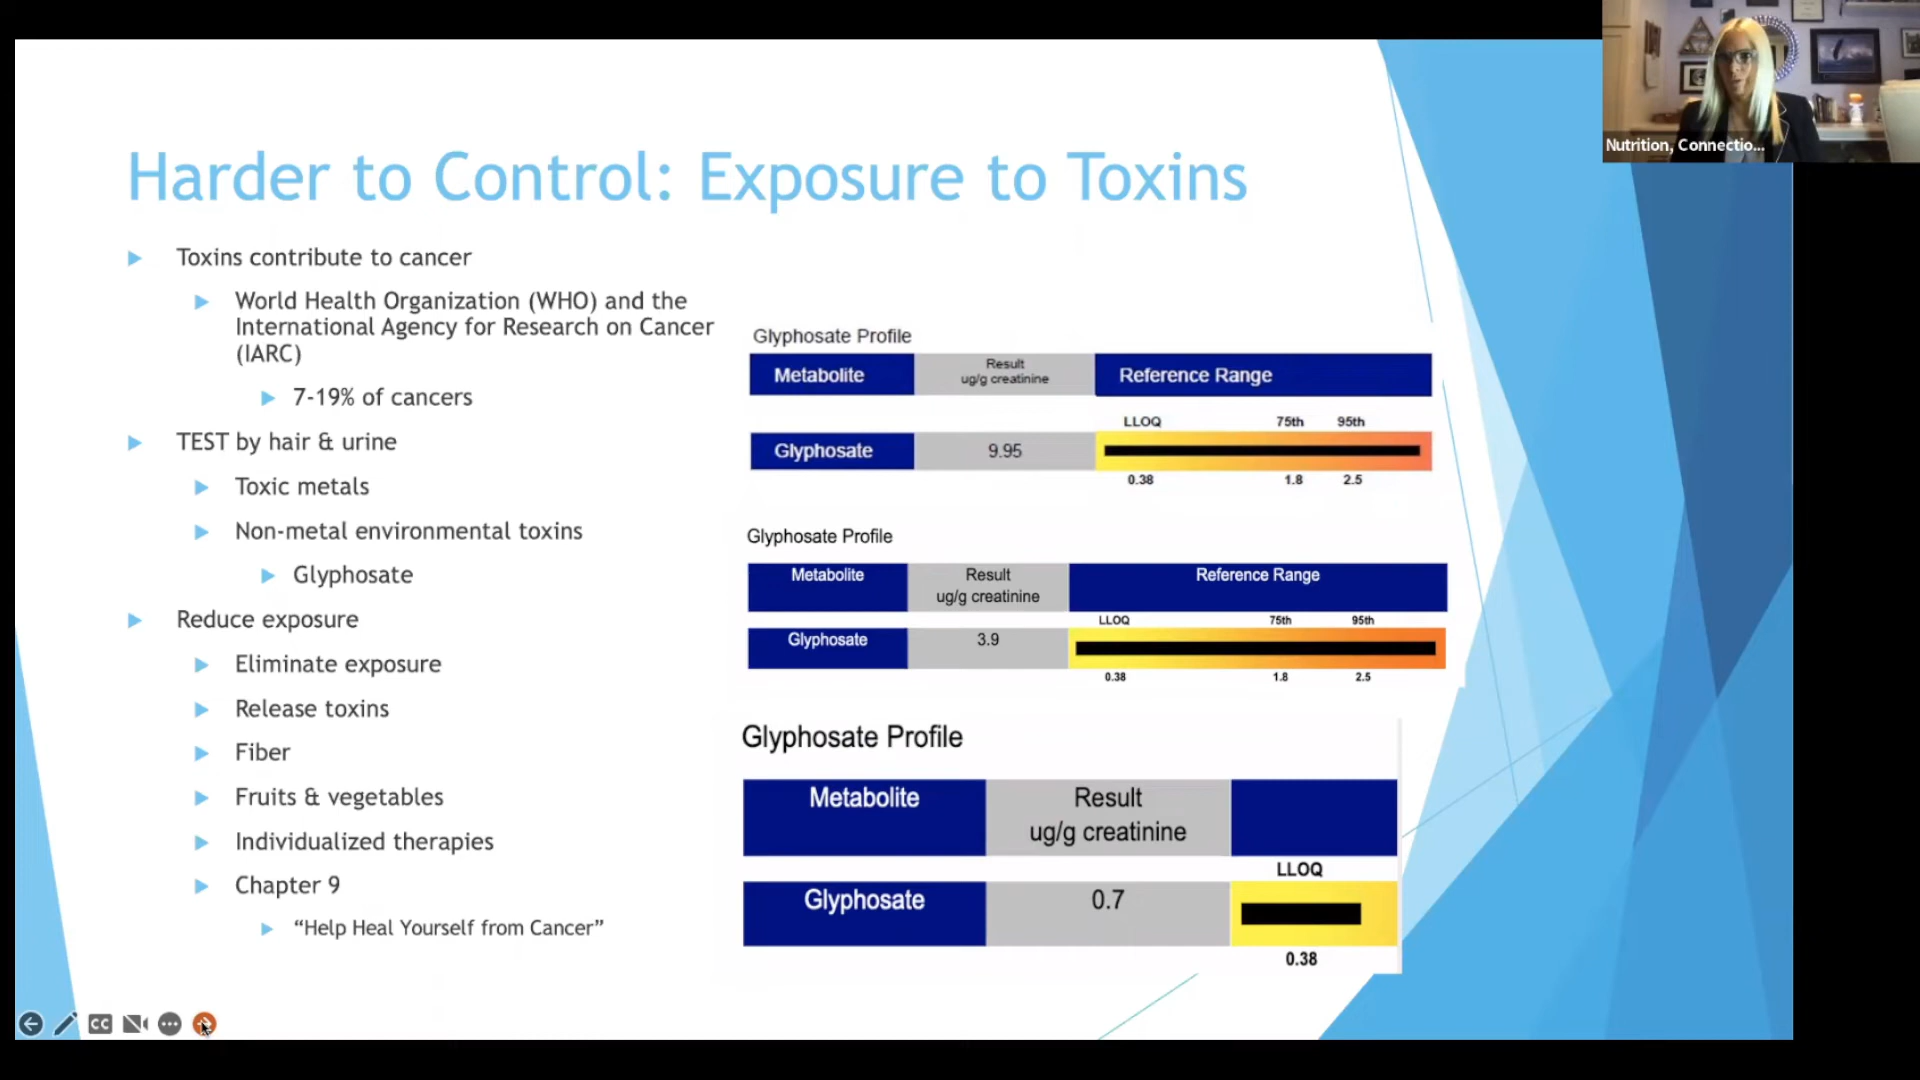 Nutrition, Connectio...
Harder to Control: Exposure to Toxins
Toxins contribute to cancer
World Health Organization (WHO) and the
International Agency for Research on Cancer
(IARC)
7-19% of cancers
TEST by hair & urine
Toxic metals
Non-metal environmental toxins
Glyphosate
Reduce exposure
Eliminate exposure
Release toxins
Fiber
Fruits & vegetables
Individualized therapies
Chapter 9
“Help Heal Yourself from Cancer”
Glyphosate Profile
Metabolite Result Reference Range
ug/g creatinine
LLOQ 75th 95th
Glyphosate 9.95
0.38 1.8 2.5
Glyphosate Profile
Metabolite Result Reference Range
ug/g creatinine
LLOQ 75th 95th
Glyphosate 3.9
0.38 1.8 2.5
Glyphosate Profile
Metabolite Result
ug/g creatinine
LLOQ
Glyphosate 0.7
0.38
CC